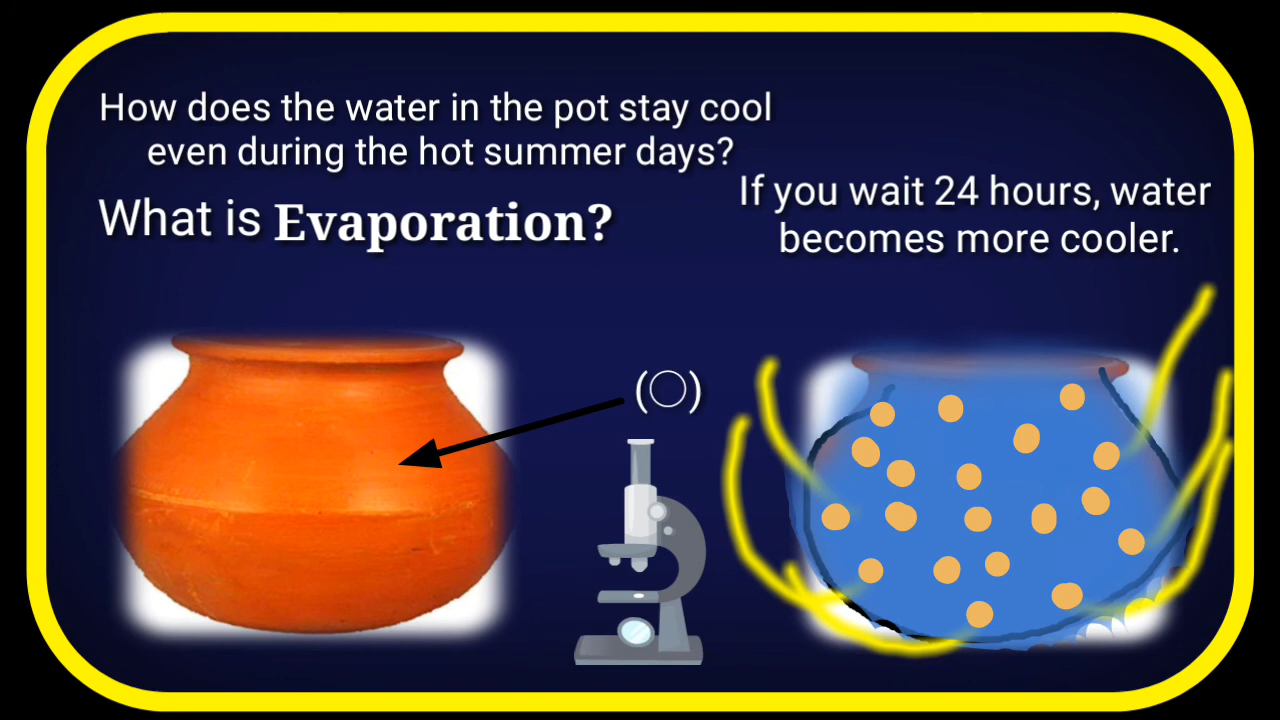 How does the water in the pot stay cool
even during the hot summer days?
What is Evaporation?
If you wait 24 hours, water
becomes more cooler.
(○)